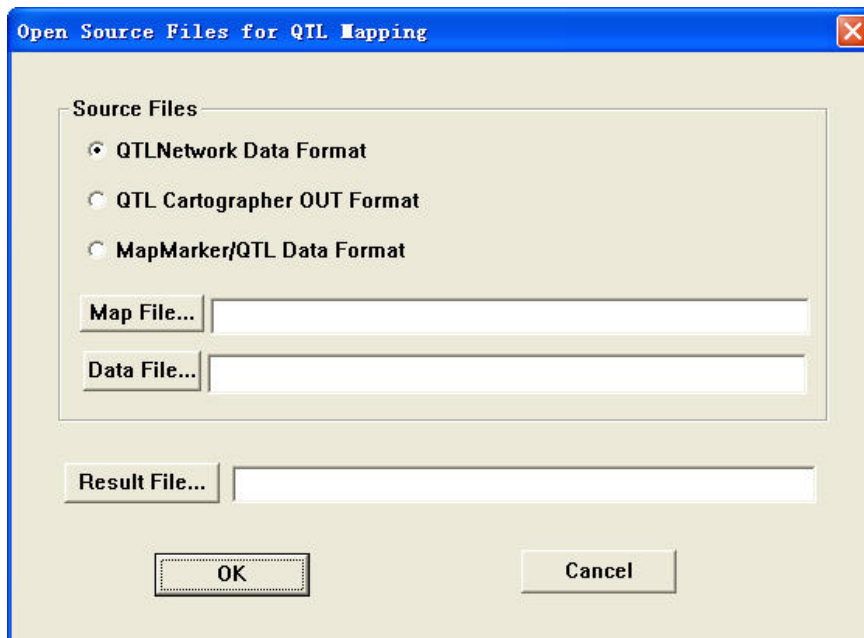 Open Source Files for QTL Mapping
Source Files
QTLNetwork Data Format
QTL Cartographer OUT Format
MapMarker/QTL Data Format
Map File...
Data File...
Result File...
OK
Cancel